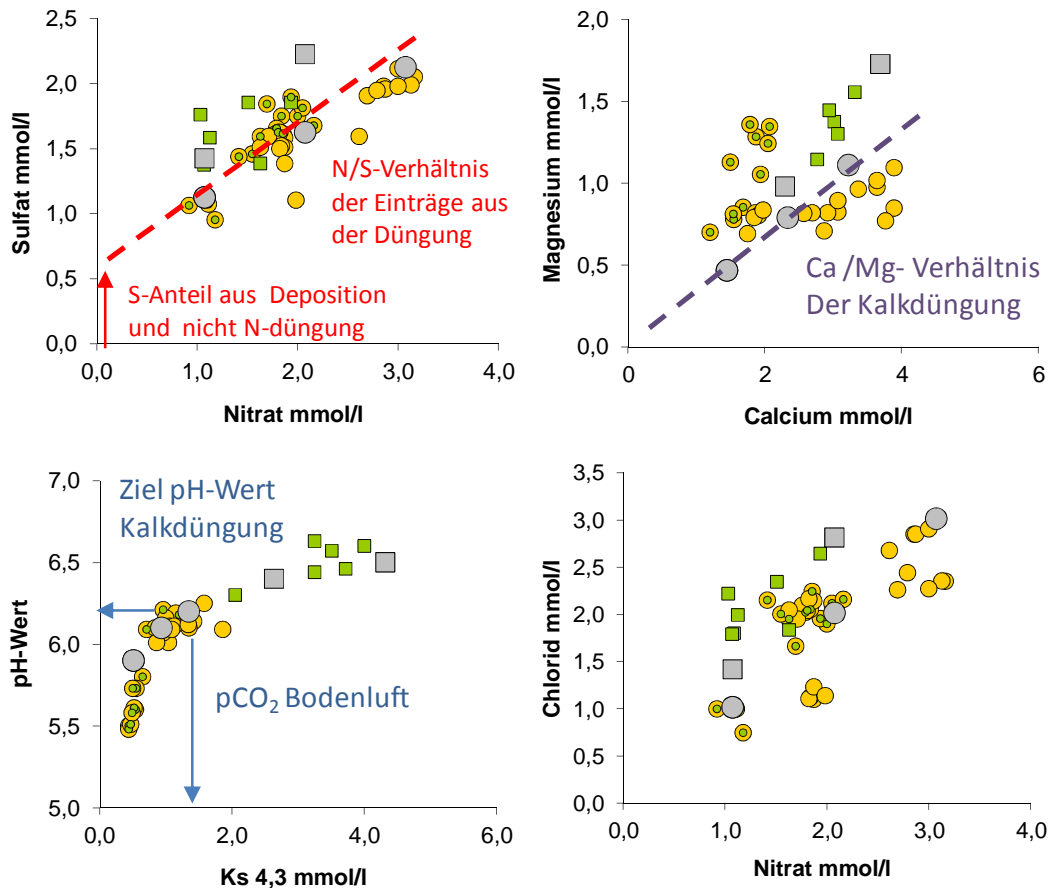 2,5
2,0
1,5
1,0
0,5
0,0
Sulfat mmol/l
N/S-Verhältnis
der Einträge aus
der Düngung
S-Anteil aus Deposition
und nicht N-düngung
0,0 1,0 2,0 3,0 4,0
Nitrat mmol/l
2,0
1,5
1,0
0,5
0,0
Magnesium mmol/l
Ca /Mg- Verhältnis
Der Kalkdüngung
0 2 4 6
Calcium mmol/l
7,0
6,5
6,0
5,5
5,0
pH-Wert
Ziel pH-Wert
Kalkdüngung
pCO₂ Bodenluft
0,0 2,0 4,0 6,0
Ks 4,3 mmol/l
3,5
3,0
2,5
2,0
1,5
1,0
0,5
0,0
Chlorid mmol/l
0,0 1,0 2,0 3,0 4,0
Nitrat mmol/l